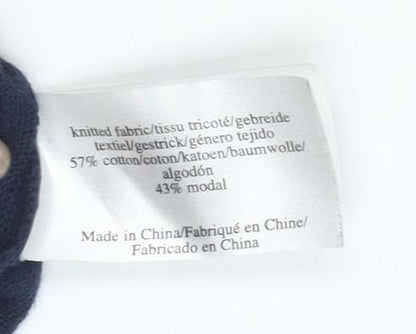 knitted fabric/tissu tricoté/gebreide
textiel/gestrick/género tejido
57% cotton/coton/katoen/baumwolle/
algodón
43% modal
Made in China/Fabriqué en Chine/
Fabricado en China